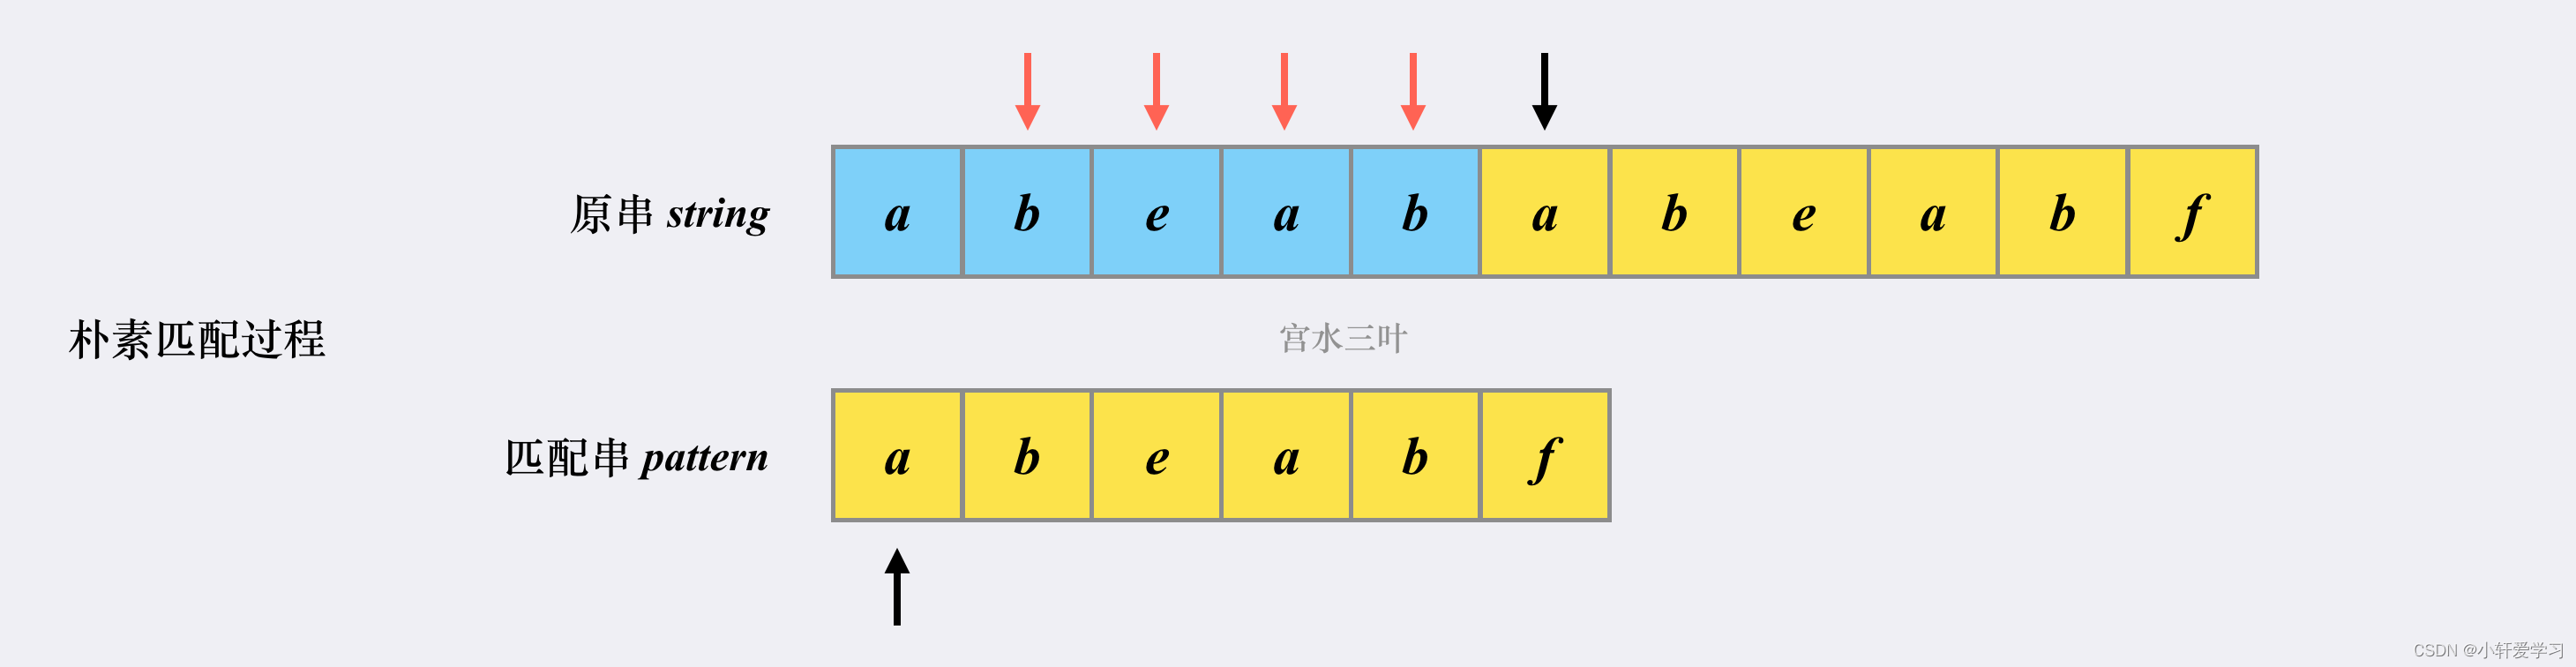 原串 string
a b e a b a b e a b f
朴素匹配过程
宫水三叶
匹配串 pattern
a b e a b f
CSDN @小轩爱学习